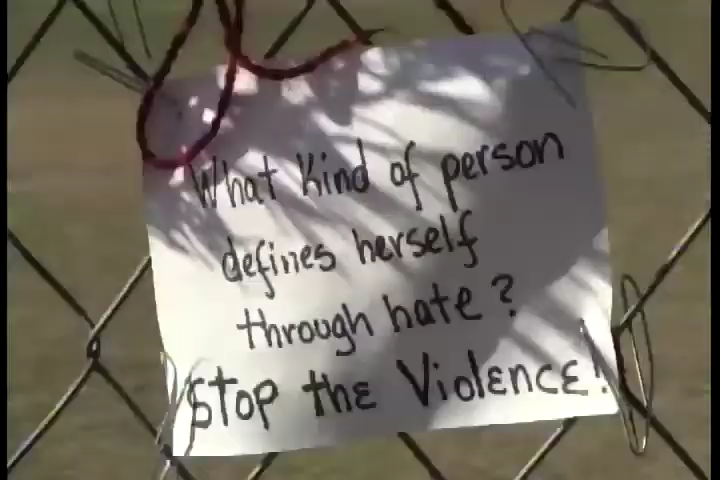 What kind of person
defines herself
through hate?
Stop the Violence!